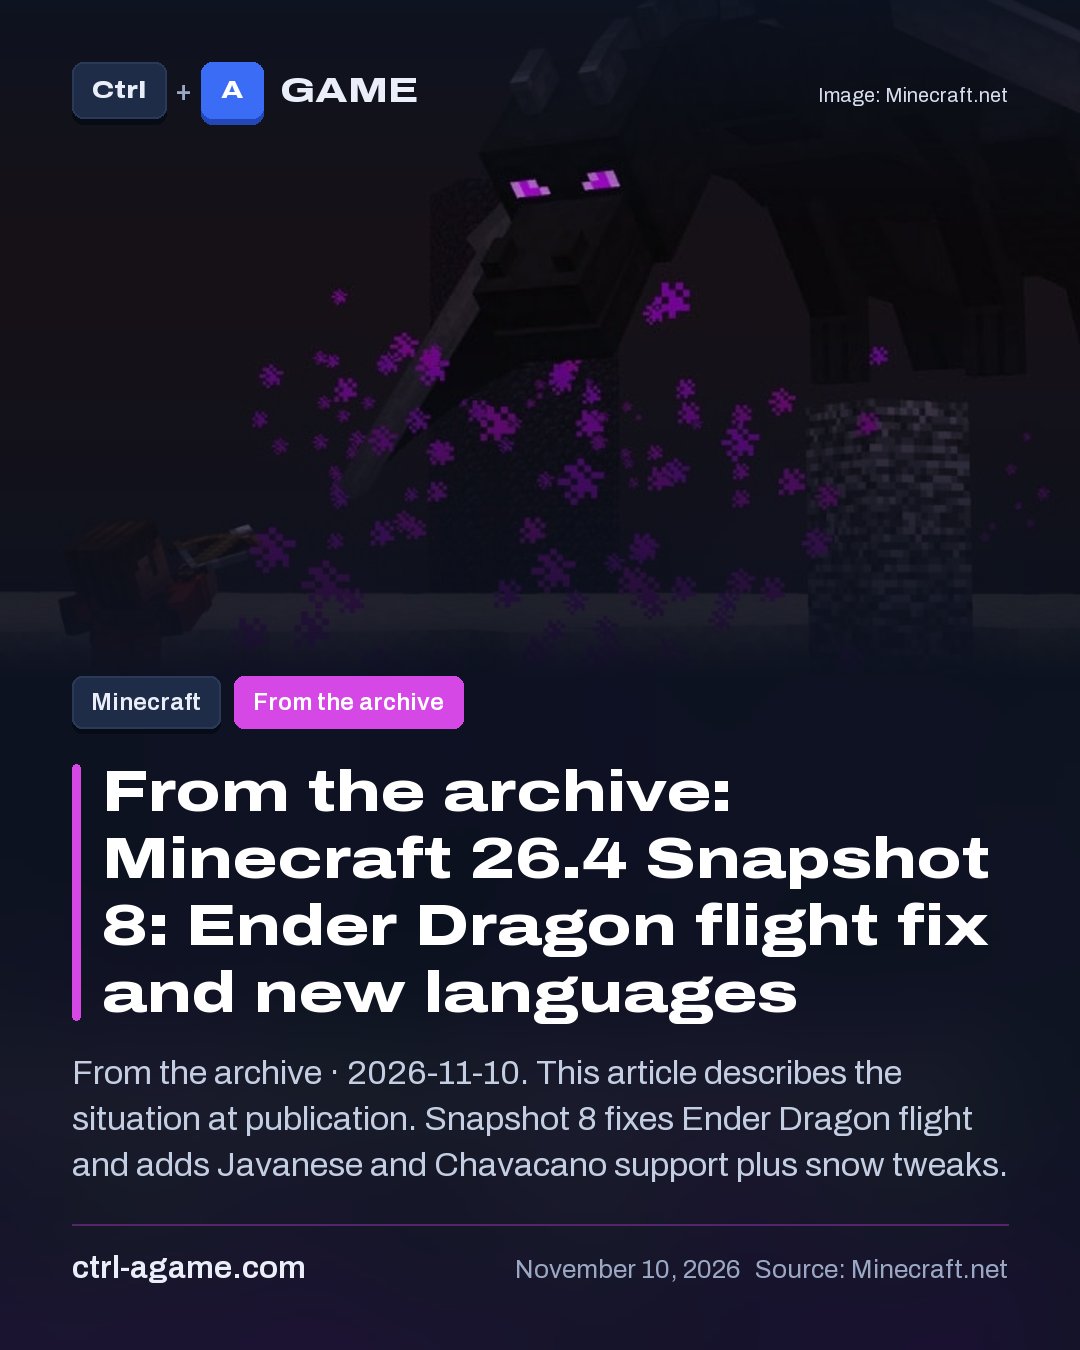 Ctrl + A GAME
Image: Minecraft.net
Minecraft
From the archive
From the archive:
Minecraft 26.4 Snapshot
8: Ender Dragon flight fix
and new languages
From the archive · 2026-11-10. This article describes the
situation at publication. Snapshot 8 fixes Ender Dragon flight
and adds Javanese and Chavacano support plus snow tweaks.
ctrl-agame.com
November 10, 2026 Source: Minecraft.net